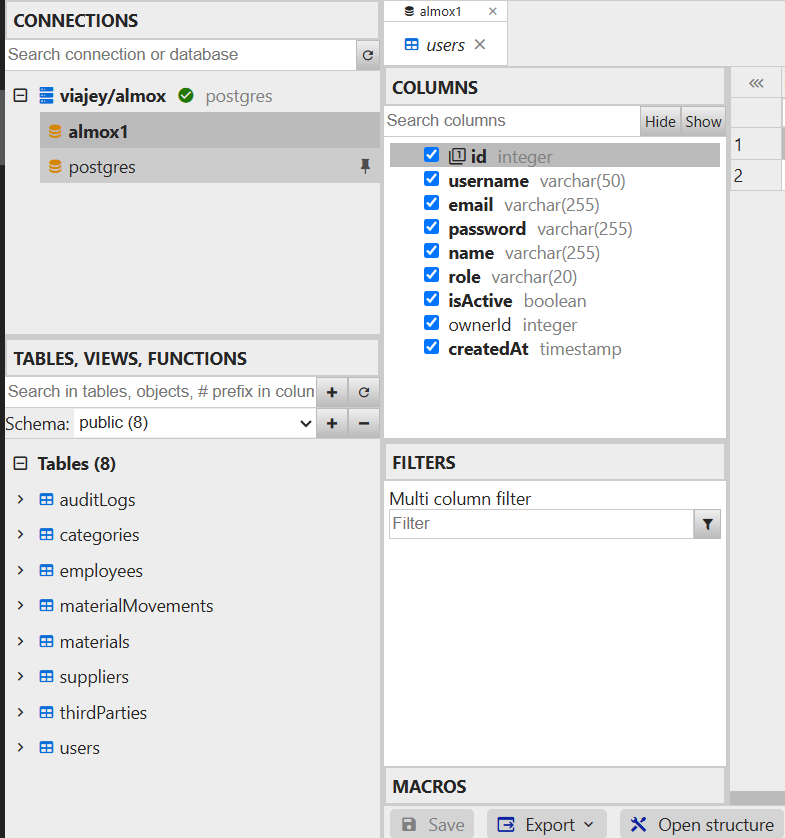 CONNECTIONS
Search connection or database
viajey/almox postgres
almox1
postgres
TABLES, VIEWS, FUNCTIONS
Search in tables, objects, # prefix in colum
Schema: public (8)
Tables (8)
auditLogs
categories
employees
materialMovements
materials
suppliers
thirdParties
users
almox1
users
COLUMNS
Search columns
Hide Show
1 id integer
username varchar(50)
email varchar(255)
password varchar(255)
name varchar(255)
role varchar(20)
isActive boolean
ownerId integer
createdAt timestamp
FILTERS
Multi column filter
Filter
MACROS
Save Export Open structure
1
2